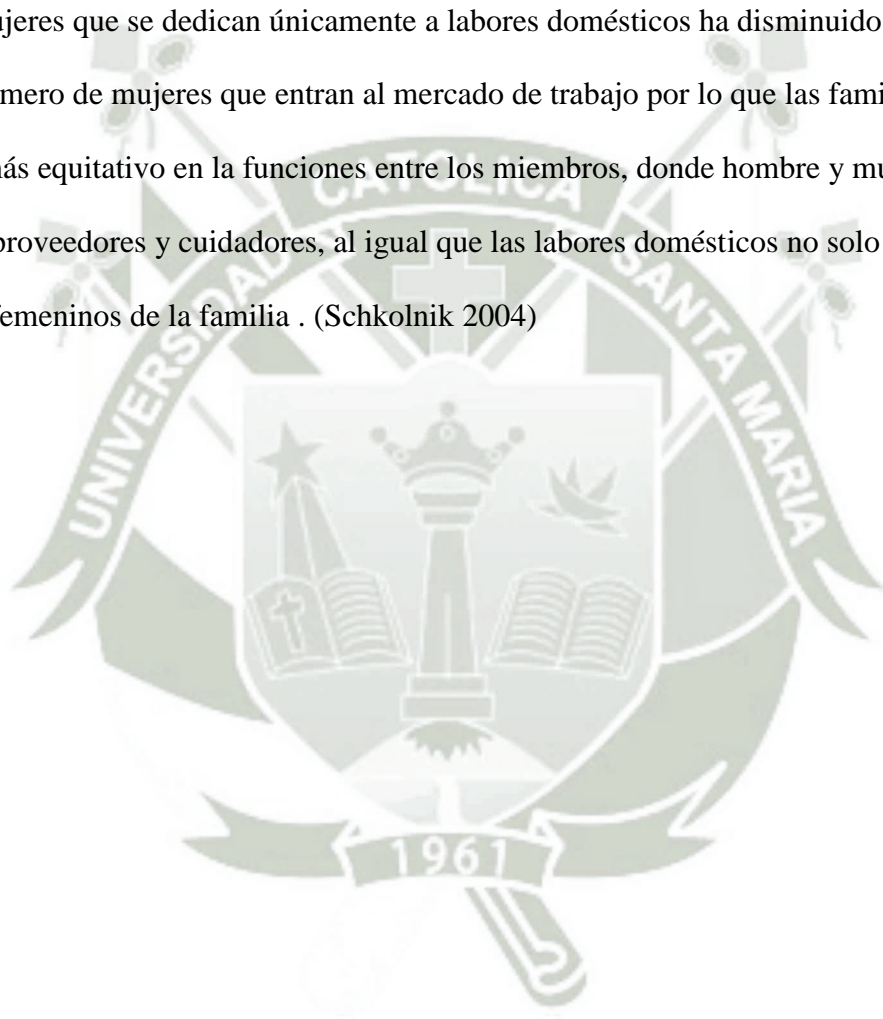 ujeres que se dedican únicamente a labores domésticos ha disminuido
mero de mujeres que entran al mercado de trabajo por lo que las fami
ás equitativo en la funciones entre los miembros, donde hombre y mu
proveedores y cuidadores, al igual que las labores domésticos no solo
femeninos de la familia . (Schkolnik 2004)
UNIVERSIDAD CATOLICA SANTA MARIA
1961